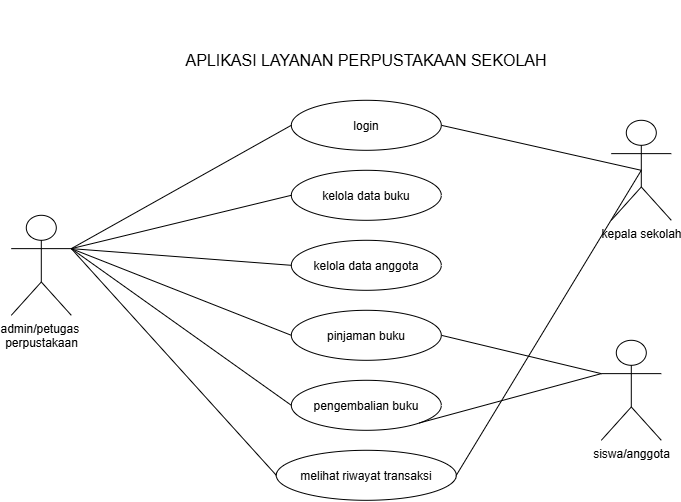 APLIKASI LAYANAN PERPUSTAKAAN SEKOLAH
login
kelola data buku
kepala sekolah
kelola data anggota
admin/petugas
perpustakaan
pinjaman buku
pengembalian buku
siswa/anggota
melihat riwayat transaksi